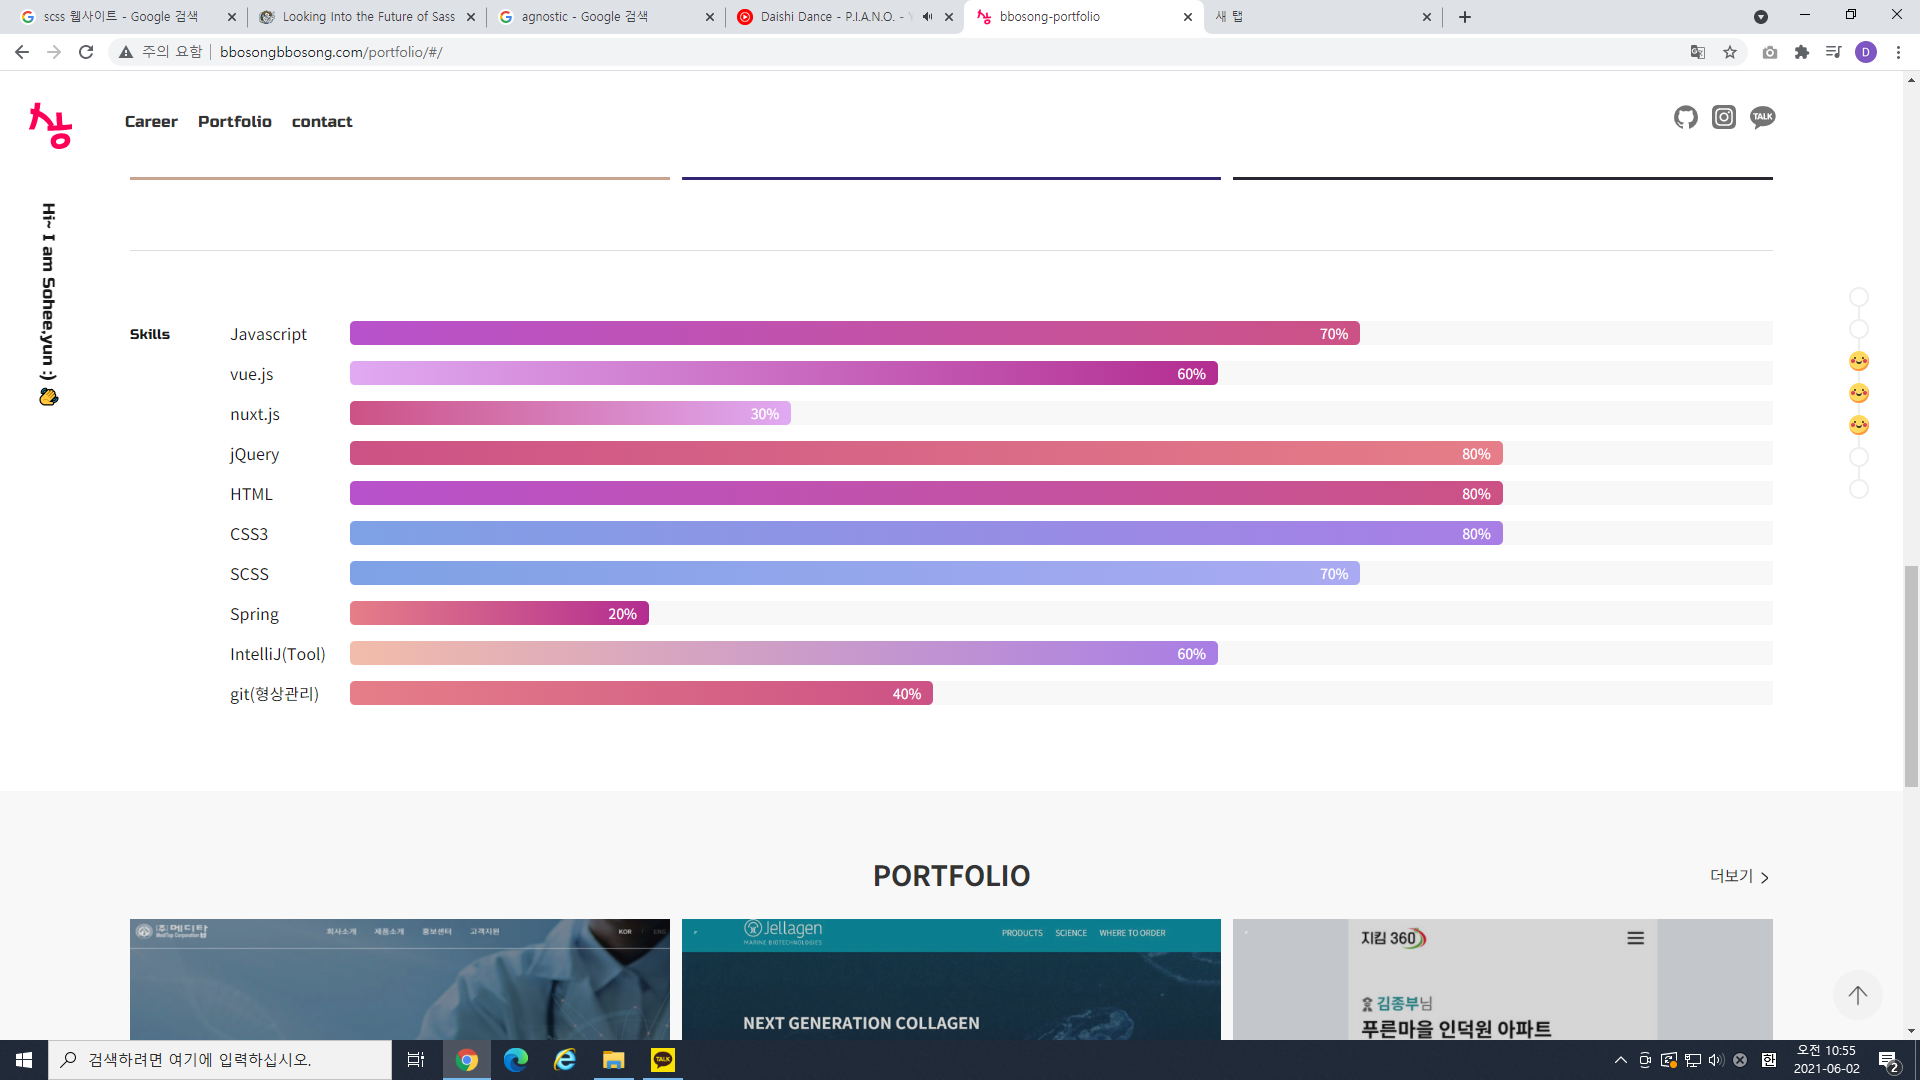 scss 웹사이트 - Google 검색
Looking Into the Future of Sass
agnostic - Google 검색
Daishi Dance - P.I.A.N.O. -
bbosong-portfolio
새 탭
주의 요함
bbosongbbosong.com/portfolio/#/
D
상
Career
Portfolio
contact
TALK
Hi~ I am Sohee,yun :)
Skills
Javascript
70%
vue.js
60%
nuxt.js
30%
jQuery
80%
HTML
80%
CSS3
80%
SCSS
70%
Spring
20%
IntelliJ(Tool)
60%
git(형상관리)
40%
PORTFOLIO
더보기
(주)메디탑
MediTop Corporation
회사소개
제품소개
홍보센터
고객지원
KOR
ENG
Jellagen
MARINE BIOTECHNOLOGIES
PRODUCTS
SCIENCE
WHERE TO ORDER
NEXT GENERATION COLLAGEN
지킴 360
김종부님
푸른마을 인덕원 아파트
검색하려면 여기에 입력하십시오.
TALK
한
오전 10:55
2021-06-02
2